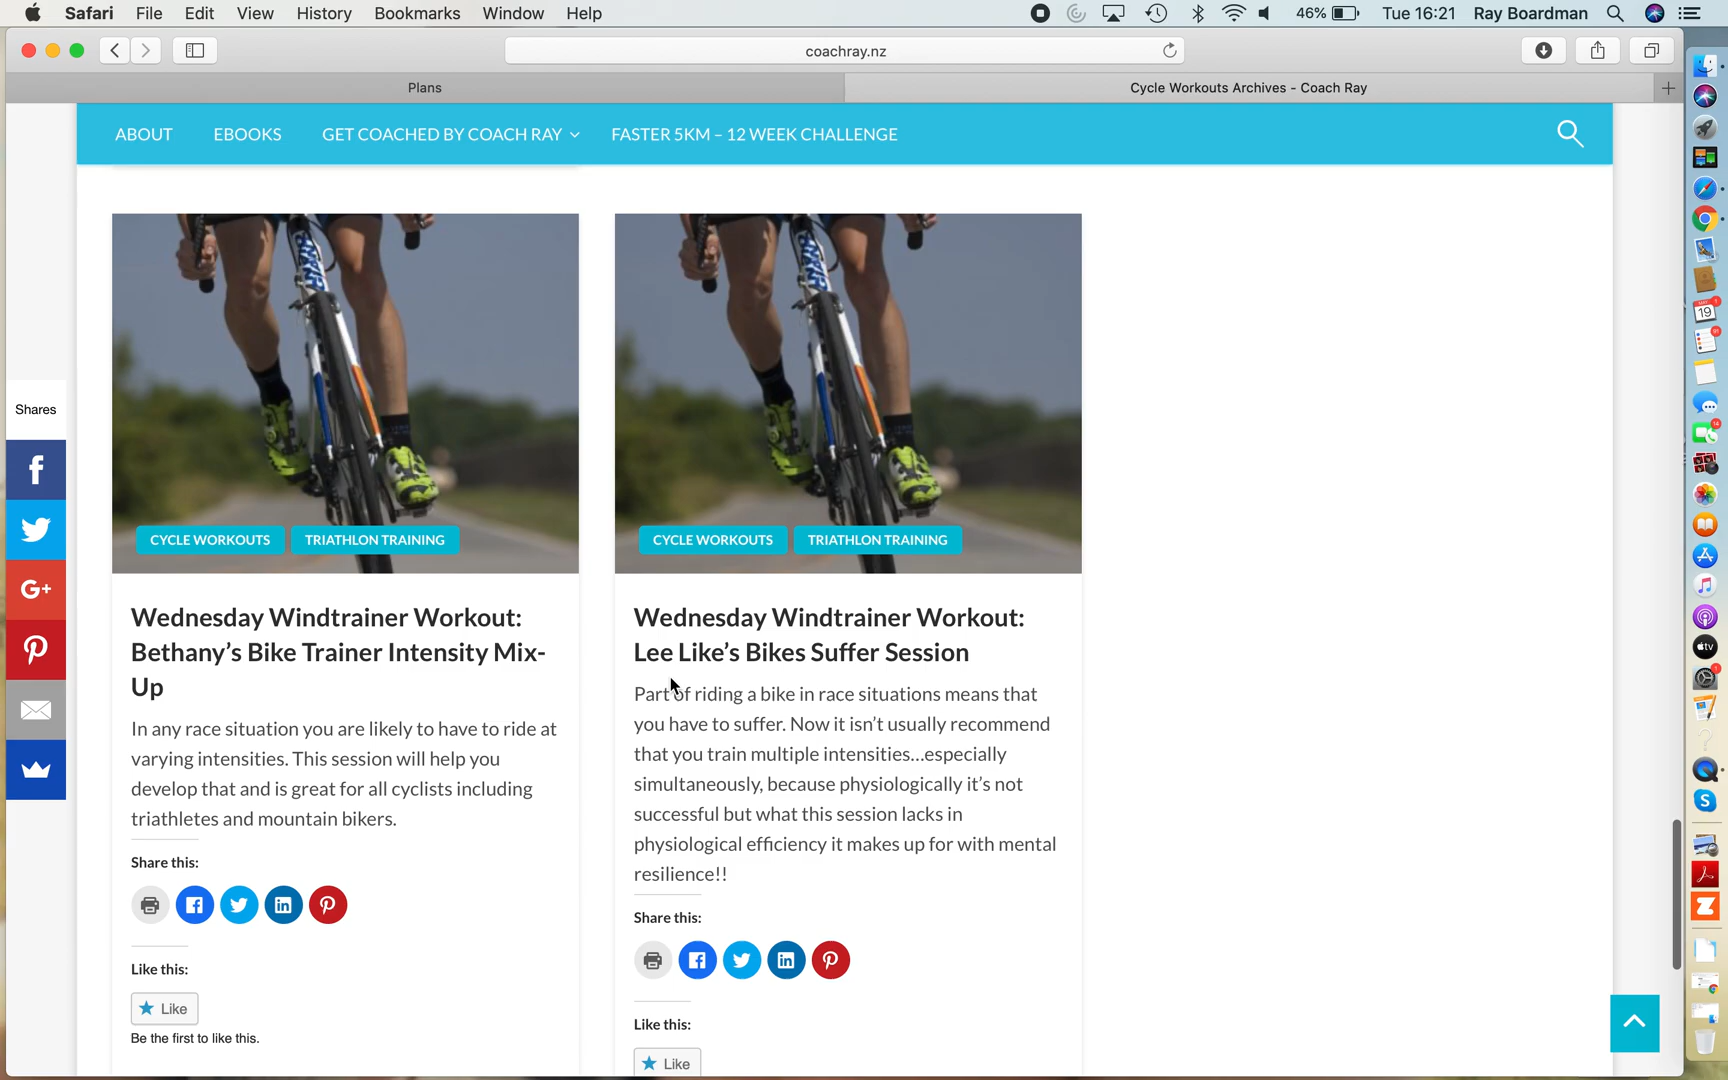 Safari File Edit View History Bookmarks Window Help 46% Tue 16:21 Ray Boardman
coachray.nz
Plans
Cycle Workouts Archives - Coach Ray
ABOUT EBOOKS GET COACHED BY COACH RAY FASTER 5KM – 12 WEEK CHALLENGE
Shares
CYCLE WORKOUTS TRIATHLON TRAINING
Wednesday Windtrainer Workout:
Bethany's Bike Trainer Intensity Mix-
Up
In any race situation you are likely to have to ride at
varying intensities. This session will help you
develop that and is great for all cyclists including
triathletes and mountain bikers.
Share this:
Like this:
Like
Be the first to like this.
CYCLE WORKOUTS TRIATHLON TRAINING
Wednesday Windtrainer Workout:
Lee Like's Bikes Suffer Session
Part of riding a bike in race situations means that
you have to suffer. Now it isn't usually recommend
that you train multiple intensities...especially
simultaneously, because physiologically it's not
successful but what this session lacks in
physiological efficiency it makes up for with mental
resilience!!
Share this:
Like this:
Like
G+
19
tv